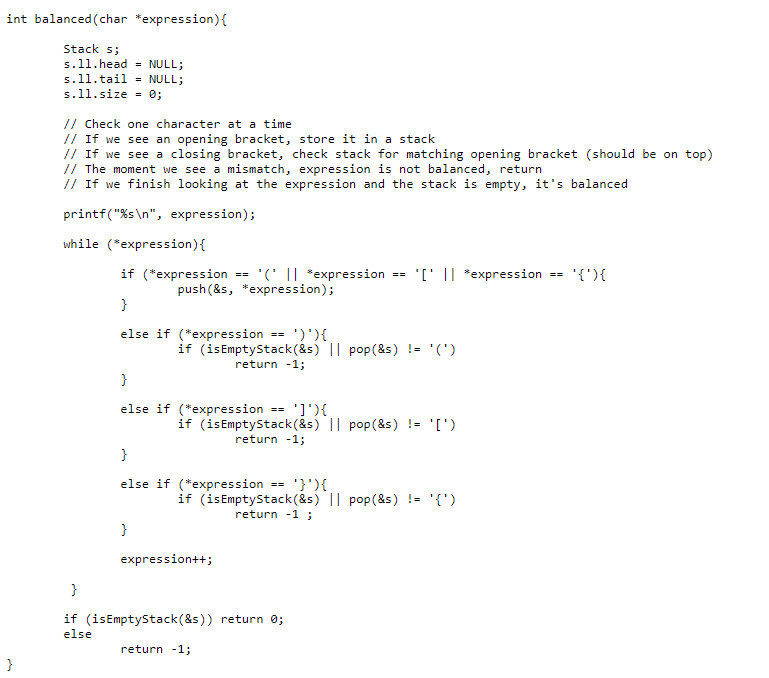 int balanced(char *expression){
Stack s;
s.ll.head = NULL;
s.ll.tail = NULL;
s.ll.size = 0;
// Check one character at a time
// If we see an opening bracket, store it in a stack
// If we see a closing bracket, check stack for matching opening bracket (should be on top)
// The moment we see a mismatch, expression is not balanced, return
// If we finish looking at the expression and the stack is empty, it's balanced
printf("%s\n", expression);
while (*expression){
if (*expression == '(' || *expression == '[' || *expression == '{'){
push(&s, *expression);
}
else if (*expression == ')'){
if (isEmptyStack(&s) || pop(&s) != '(')
return -1;
}
else if (*expression == ']'){
if (isEmptyStack(&s) || pop(&s) != '[')
return -1;
}
else if (*expression == '}'){
if (isEmptyStack(&s) || pop(&s) != '{')
return -1 ;
}
expression++;
}
if (isEmptyStack(&s)) return 0;
else
return -1;
}